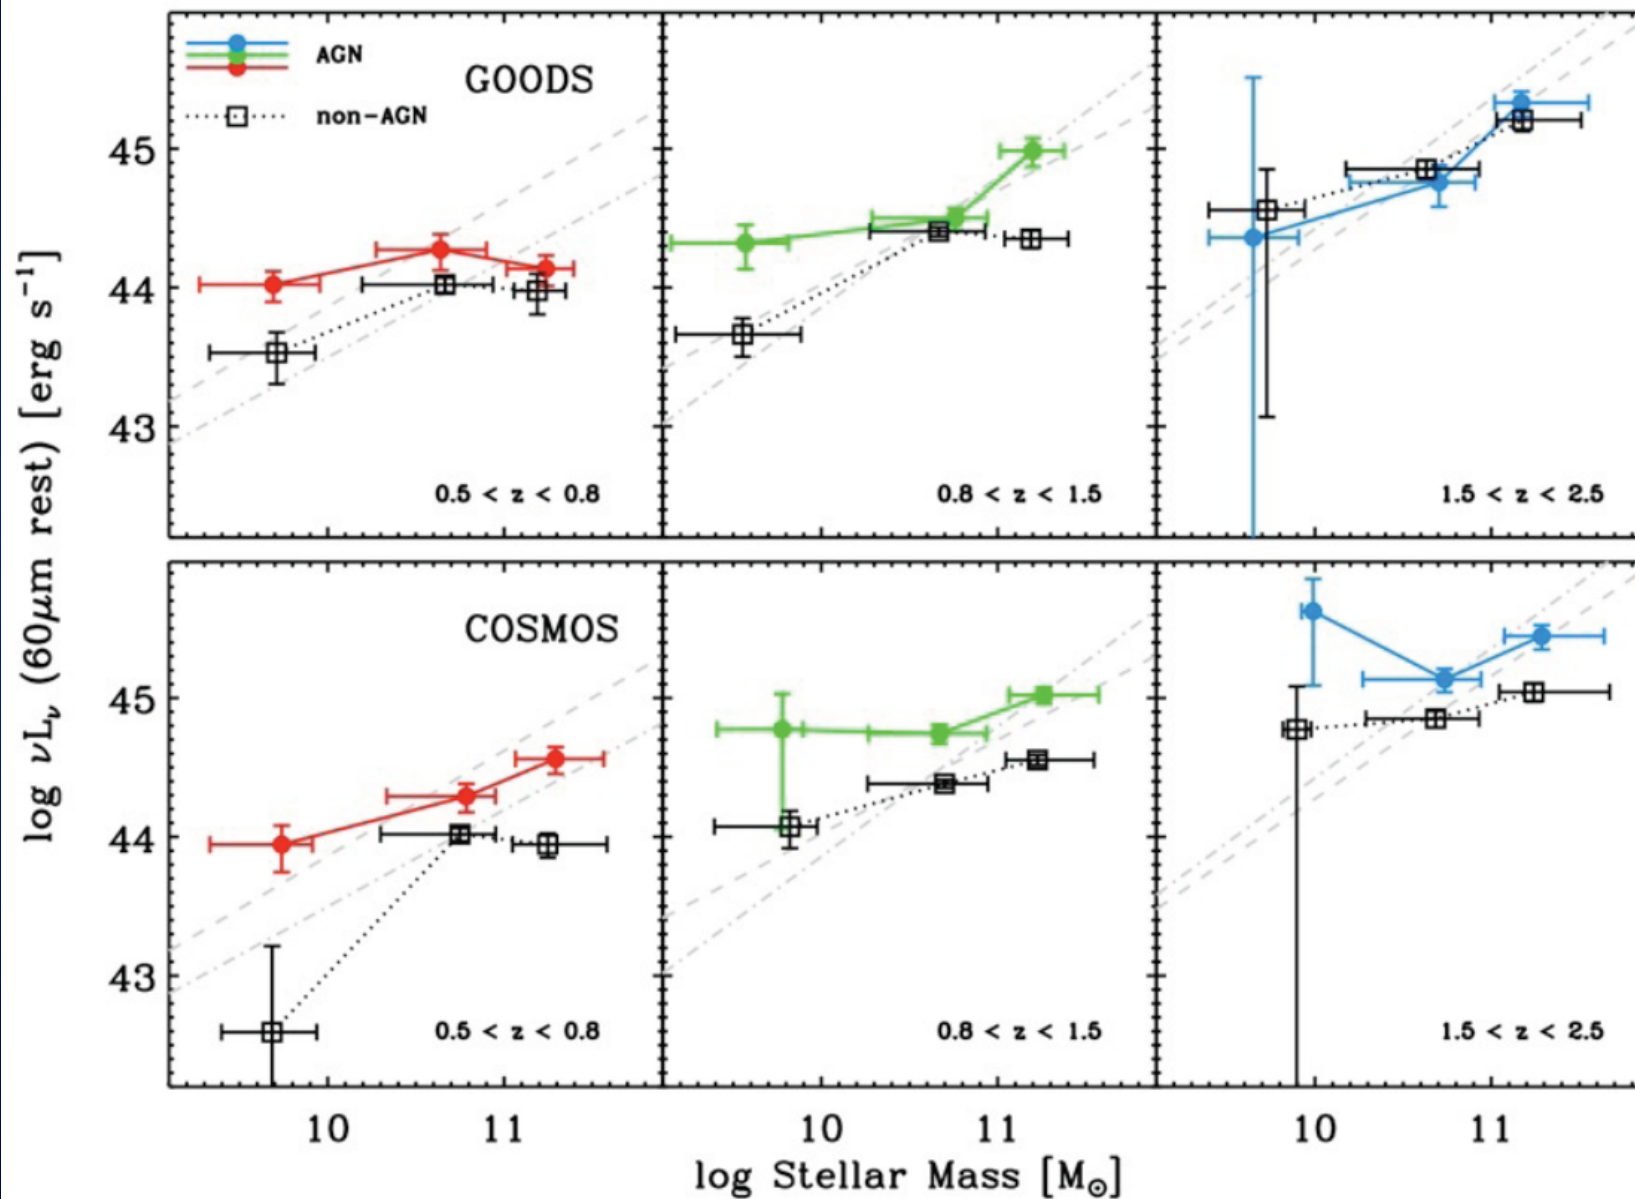 AGN
non-AGN
GOODS
45
44
43
0.5 < z < 0.8
0.8 < z < 1.5
1.5 < z < 2.5
log νLν (60μm rest) [erg s⁻¹]
COSMOS
45
44
43
0.5 < z < 0.8
0.8 < z < 1.5
1.5 < z < 2.5
10 11 10 11 10 11
log Stellar Mass [M⊙]